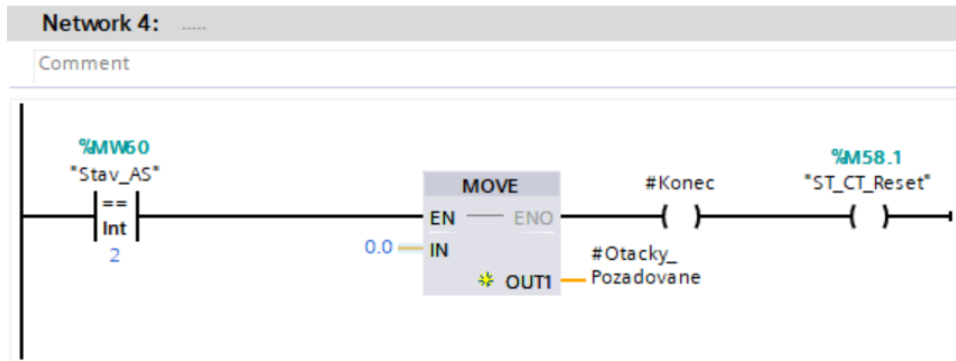 Network 4: .....
Comment
%MW60
"Stav_AS"
==
Int
2
MOVE
EN ENO
0.0 IN
OUT1
#Otacky_
Pozadovane
#Konec
%M58.1
"ST_CT_Reset"